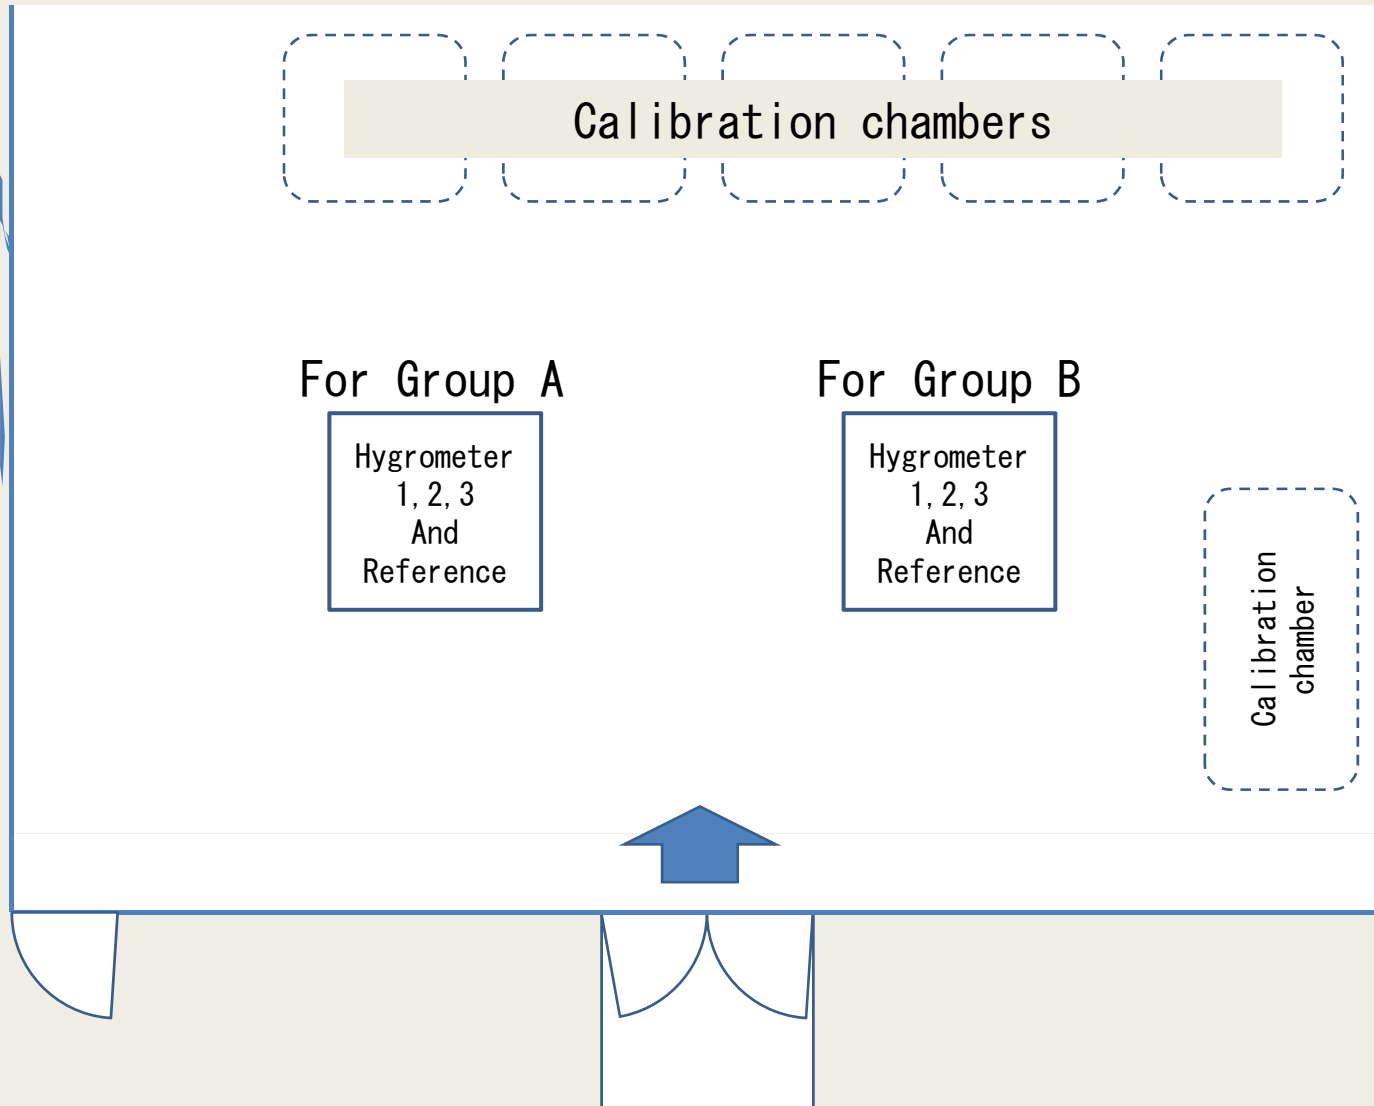 Calibration chambers
For Group A
For Group B
Hygrometer
1,2,3
And
Reference
Hygrometer
1,2,3
And
Reference
Calibration
chamber